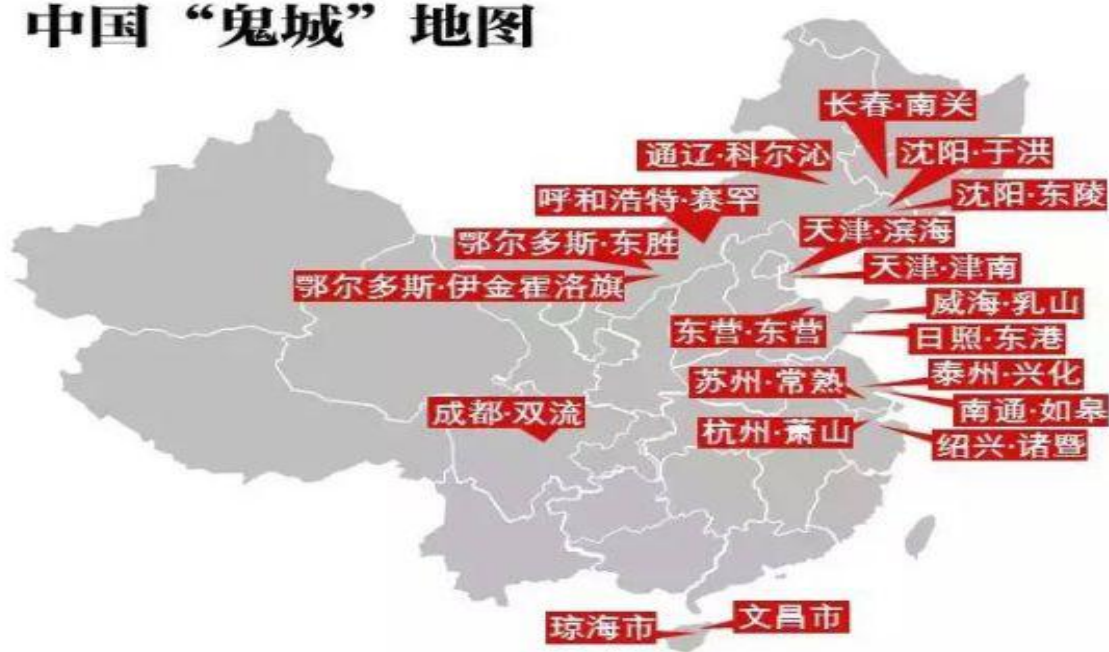 中国“鬼城”地图
长春·南关
通辽·科尔沁
沈阳·于洪
呼和浩特·赛罕
沈阳·东陵
鄂尔多斯·东胜
天津·滨海
鄂尔多斯·伊金霍洛旗
天津·津南
威海·乳山
东营·东营
日照·东港
苏州·常熟
泰州·兴化
成都·双流
南通·如皋
杭州·萧山
绍兴·诸暨
琼海市
文昌市